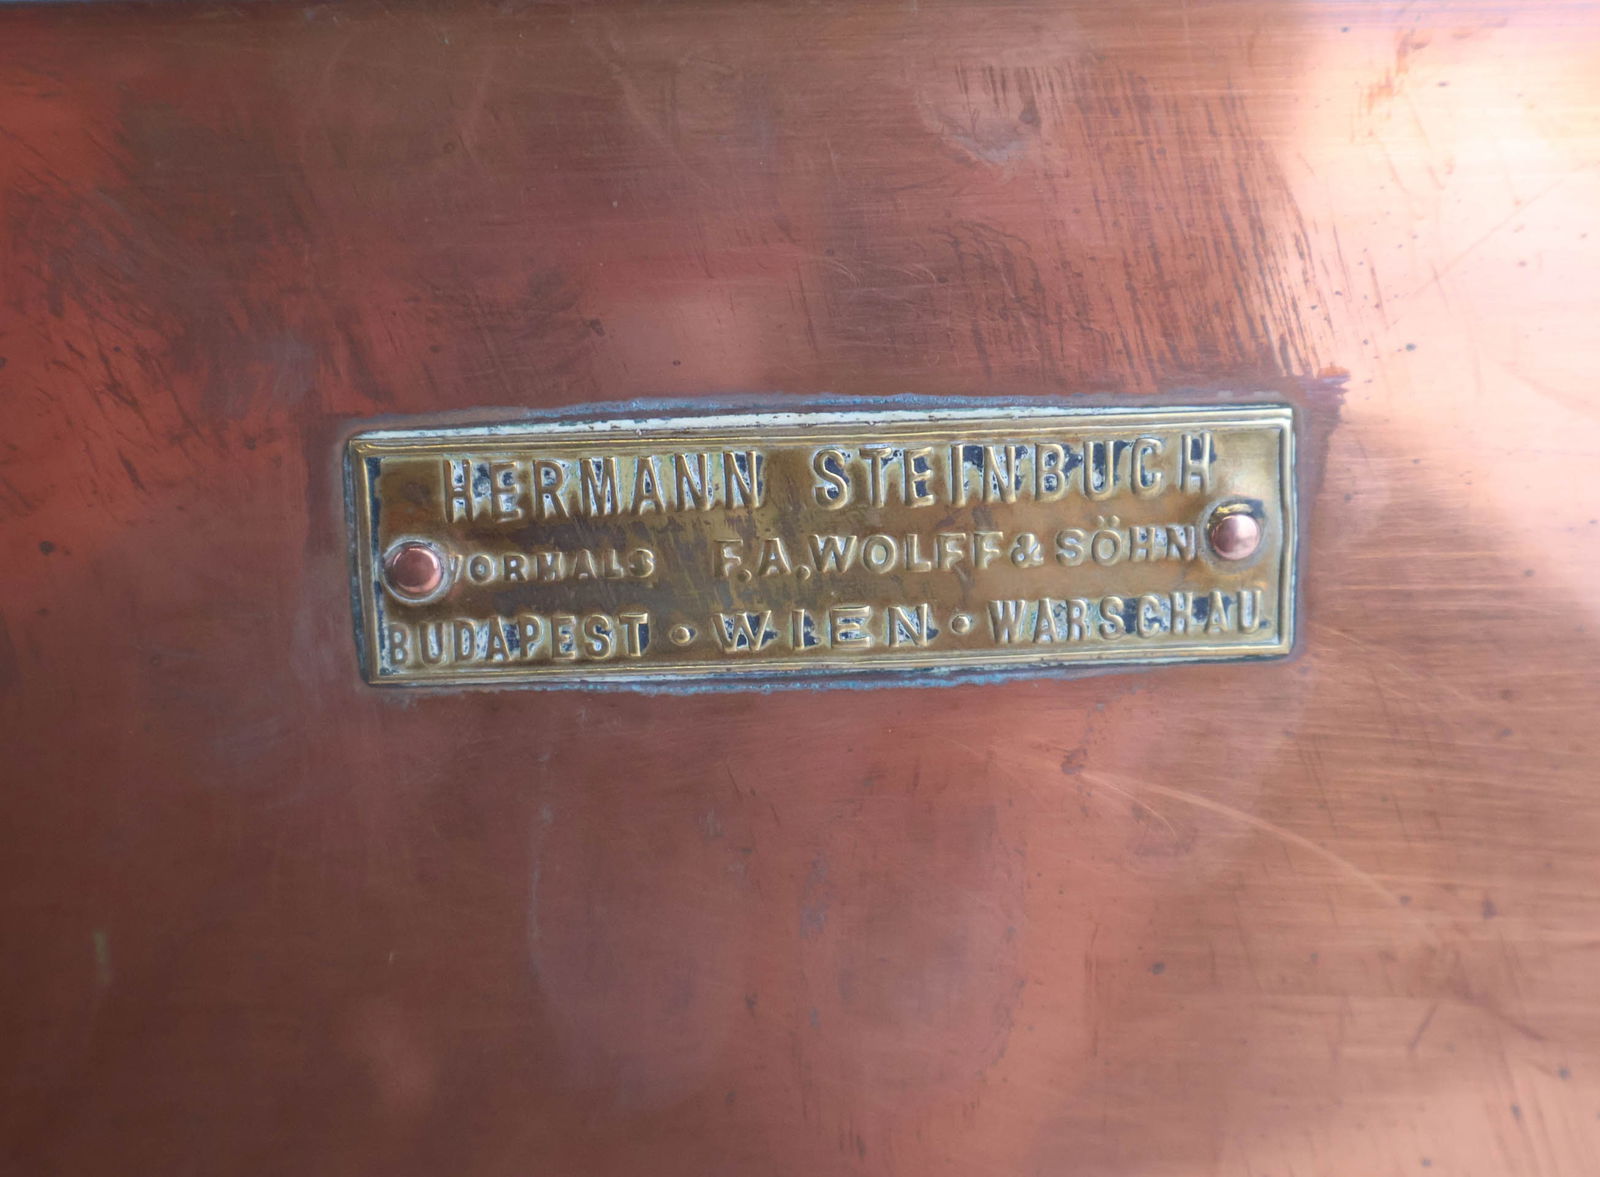 HERMANN STEINBUCH
VORMALS F.A. WOLFF & SÖHN
BUDAPEST • WIEN • WARSCHAU